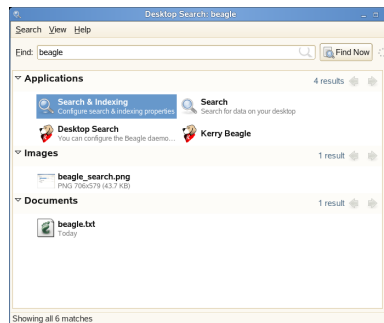 Desktop Search: beagle
Search View Help
Find: beagle Find Now
Applications 4 results
Search & Indexing
Configure search & indexing properties
Search
Search for data on your desktop
Desktop Search
You can configure the Beagle daemo...
Kerry Beagle
Images 1 result
beagle_search.png
PNG 706x579 (43.7 KB)
Documents 1 result
beagle.txt
Today
Showing all 6 matches